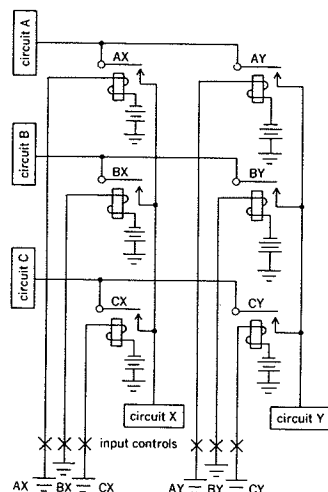 circuit A
AX
AY
circuit B
BX
BY
circuit C
CX
CY
circuit X
circuit Y
input controls
AX BX CX AY BY CY